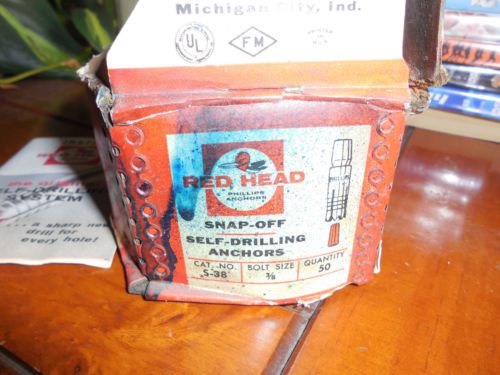 Michigan City, Ind.
UL
FM
RED HEAD
PHILLIPS
ANCHORS
SNAP-OFF
SELF-DRILLING
ANCHORS
CAT. NO. BOLT SIZE QUANTITY
S-38 3/8 50
SYSTEM
... a sharp new
drill for
every hole!